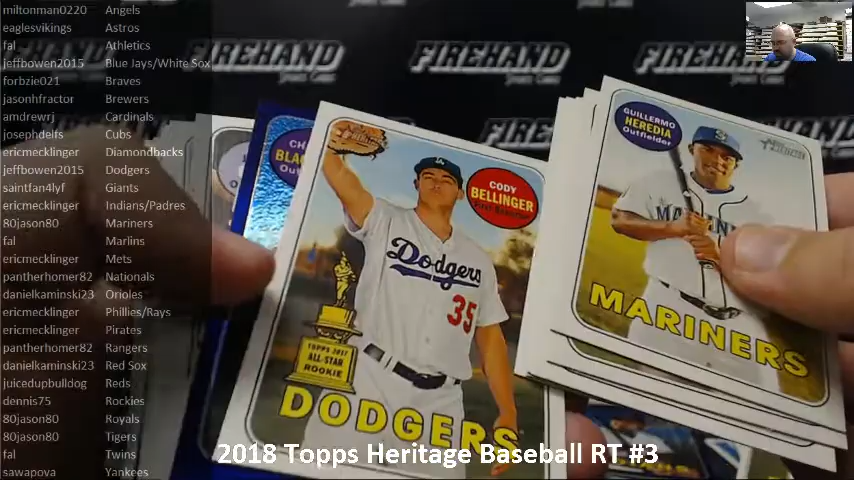 miltonman0220 Angels
eaglesvikings Astros
fal Athletics
jeffbowen2015 Blue Jays/White Sox
forbzie021 Braves
jasonhfractor Brewers
amdrewrj Cardinals
josephdelfs Cubs
ericmecklinger Diamondbacks
jeffbowen2015 Dodgers
saintfan4lyf Giants
ericmecklinger Indians/Padres
80jason80 Mariners
fal Marlins
ericmecklinger Mets
pantherhomer82 Nationals
danielkaminski23 Orioles
ericmecklinger Phillies/Rays
ericmecklinger Pirates
pantherhomer82 Rangers
danielkaminski23 Red Sox
juicedupbulldog Reds
dennis75 Rockies
80jason80 Royals
80jason80 Tigers
fal Twins
sawapova Yankees
FIREHAND
FIREHAND
FIREHAND
FIREHAND
CODY
BELLINGER
Dodgers
35
TOPPS 2017
ALL-STAR
ROOKIE
DODGERS
GUILLERMO
HEREDIA
Outfielder
MARINERS
2018 Topps Heritage Baseball RT #3